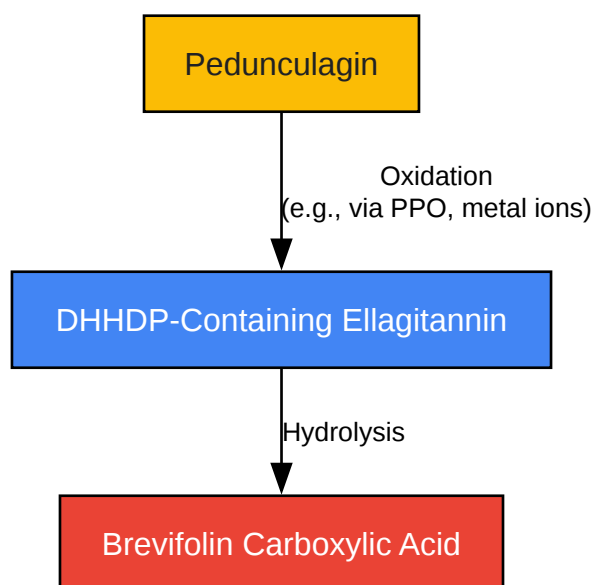 Pedunculagin
Oxidation
(e.g., via PPO, metal ions)
DHHDP-Containing Ellagitannin
Hydrolysis
Brevifolin Carboxylic Acid